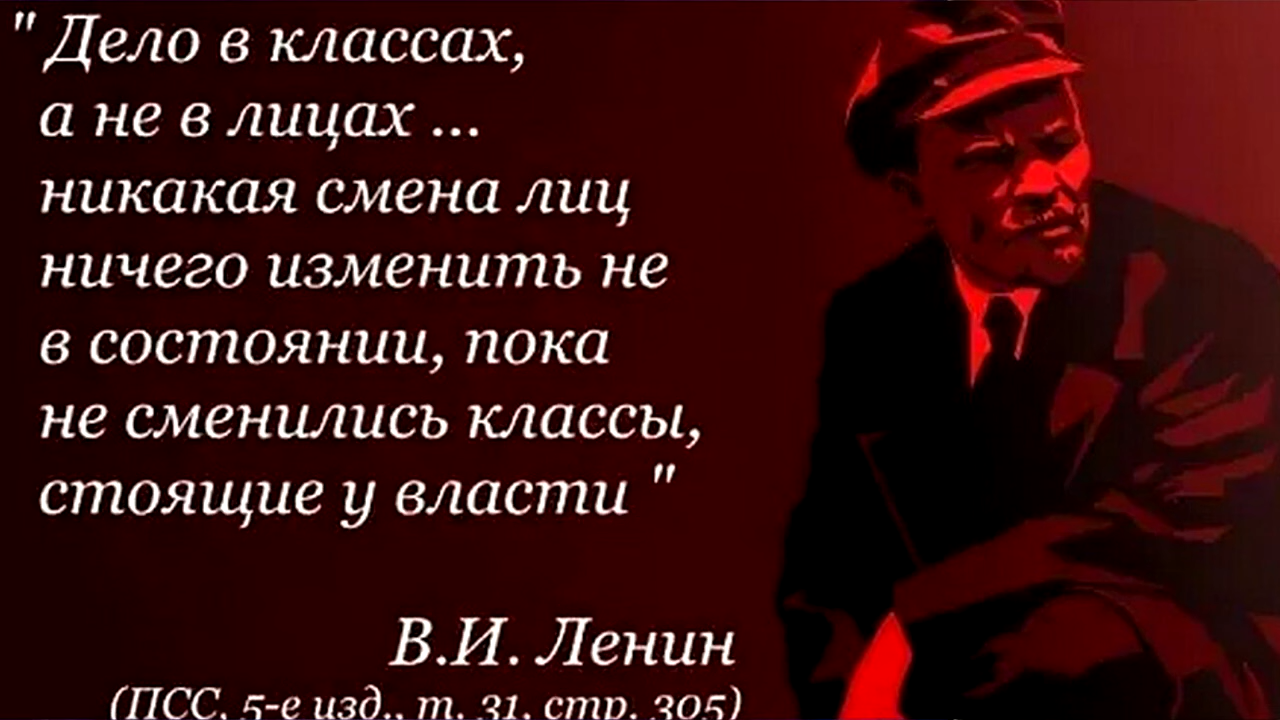 " Дело в классах,
а не в лицах ...
никакая смена лиц
ничего изменить не
в состоянии, пока
не сменились классы,
стоящие у власти "
В.И. Ленин
(ПСС, 5-е изд., т. 31, стр. 305)